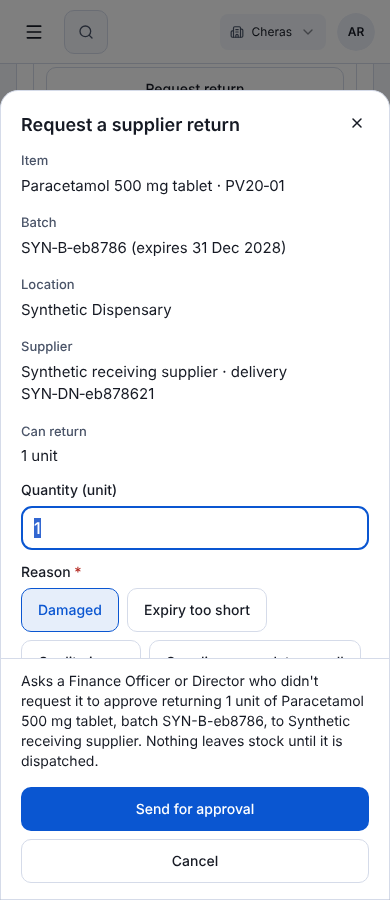 Cheras
AR
Request return
Request a supplier return
Item
Paracetamol 500 mg tablet · PV20-01
Batch
SYN-B-eb8786 (expires 31 Dec 2028)
Location
Synthetic Dispensary
Supplier
Synthetic receiving supplier · delivery
SYN-DN-eb878621
Can return
1 unit
Quantity (unit)
1
Reason *
Damaged
Expiry too short
Asks a Finance Officer or Director who didn't
request it to approve returning 1 unit of Paracetamol
500 mg tablet, batch SYN-B-eb8786, to Synthetic
receiving supplier. Nothing leaves stock until it is
dispatched.
Send for approval
Cancel